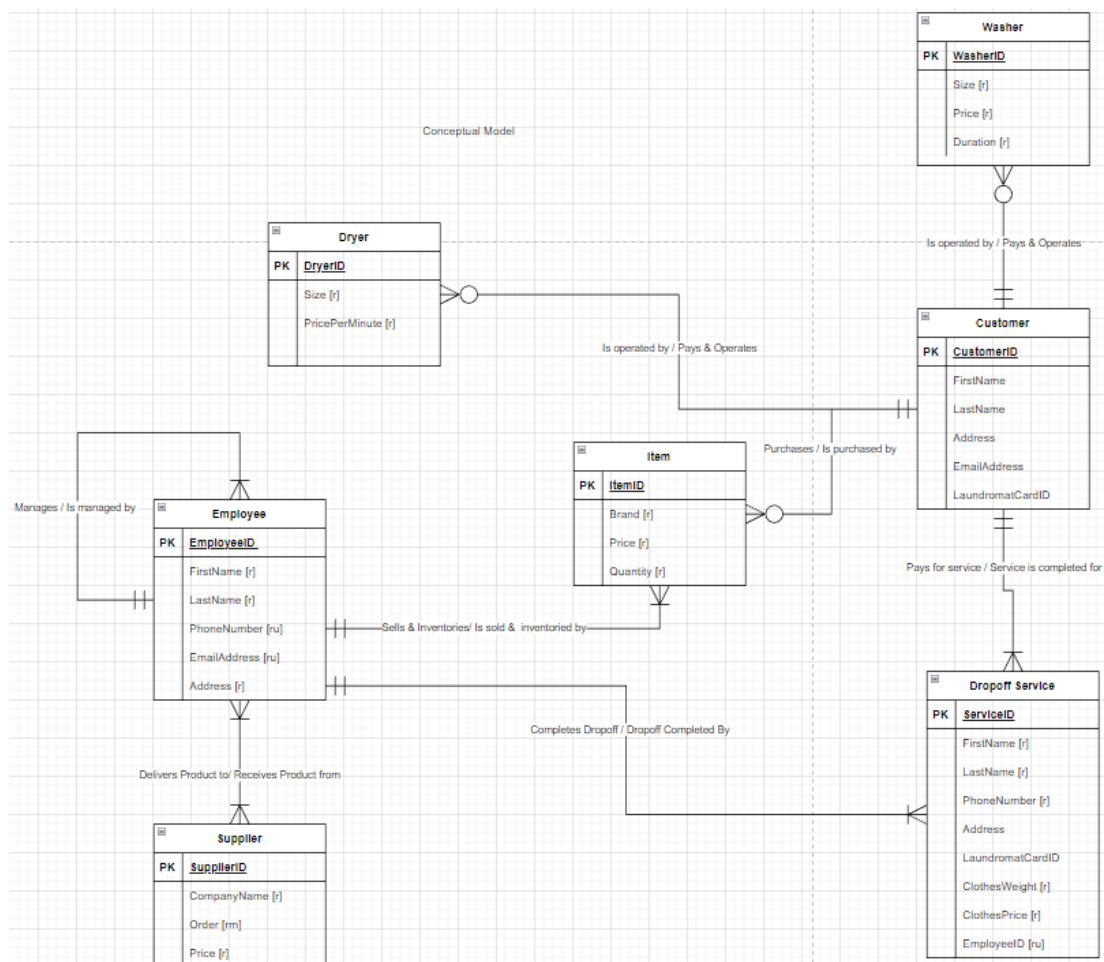 Washer
PK WasherID
Size [r]
Price [r]
Duration [r]
Conceptual Model
Dryer
PK DryerID
Size [r]
PricePerMinute [r]
Is operated by / Pays & Operates
Is operated by / Pays & Operates
Customer
PK CustomerID
FirstName
LastName
Address
EmailAddress
LaundromatCardID
Purchases / Is purchased by
Item
PK ItemID
Brand [r]
Price [r]
Quantity [r]
Manages / Is managed by
Employee
PK EmployeeID
FirstName [r]
LastName [r]
PhoneNumber [ru]
EmailAddress [ru]
Address [r]
Sells & Inventories/ Is sold & inventoried by
Pays for service / Service is completed for
Completes Dropoff / Dropoff Completed By
Dropoff Service
PK ServiceID
FirstName [r]
LastName [r]
PhoneNumber [r]
Address
LaundromatCardID
ClothesWeight [r]
ClothesPrice [r]
EmployeeID [ru]
Delivers Product to/ Receives Product from
Supplier
PK SupplierID
CompanyName [r]
Order [rm]
Price [r]